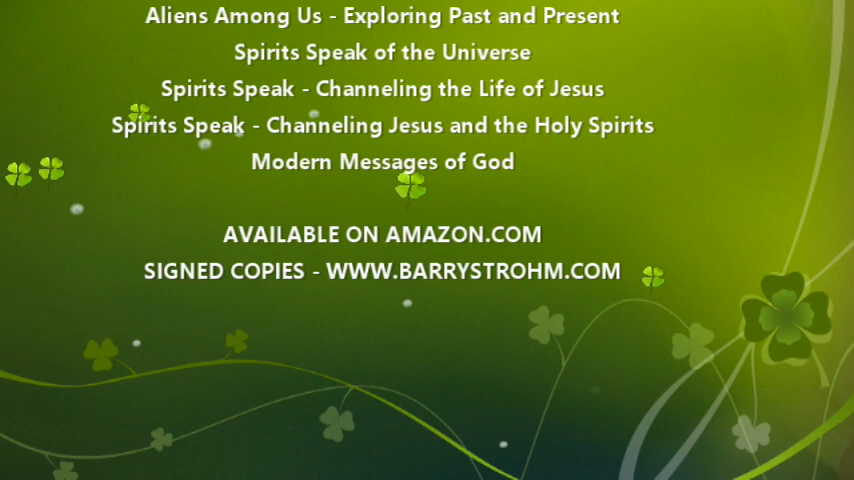 Aliens Among Us - Exploring Past and Present
Spirits Speak of the Universe
Spirits Speak - Channeling the Life of Jesus
Spirits Speak - Channeling Jesus and the Holy Spirits
Modern Messages of God
AVAILABLE ON AMAZON.COM
SIGNED COPIES - WWW.BARRYSTROHM.COM